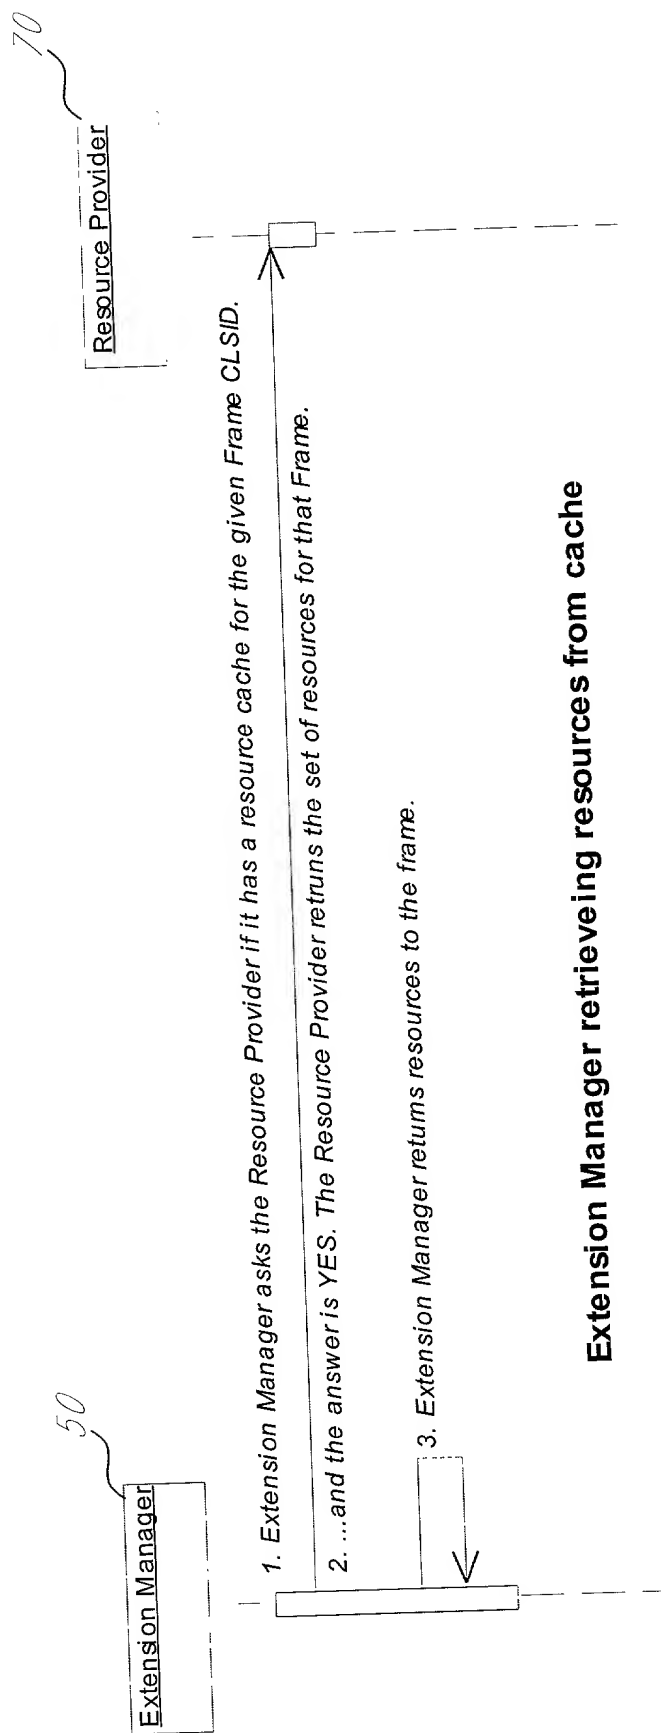 50
70
Extension Manager
Resource Provider
1. Extension Manager asks the Resource Provider if it has a resource cache for the given Frame CLSID.
2. ...and the answer is YES. The Resource Provider retruns the set of resources for that Frame.
3. Extension Manager returns resources to the frame.
Extension Manager retrieveing resources from cache